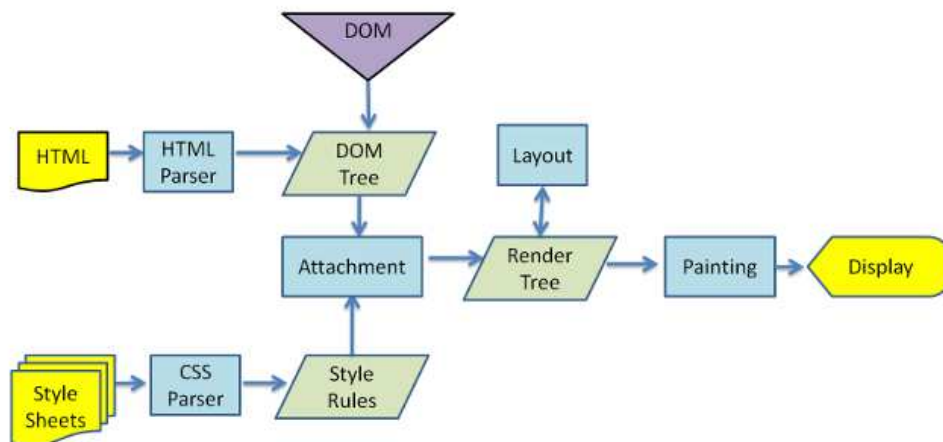 DOM
HTML
HTML
Parser
DOM
Tree
Layout
Attachment
Render
Tree
Painting
Display
Style
Sheets
CSS
Parser
Style
Rules